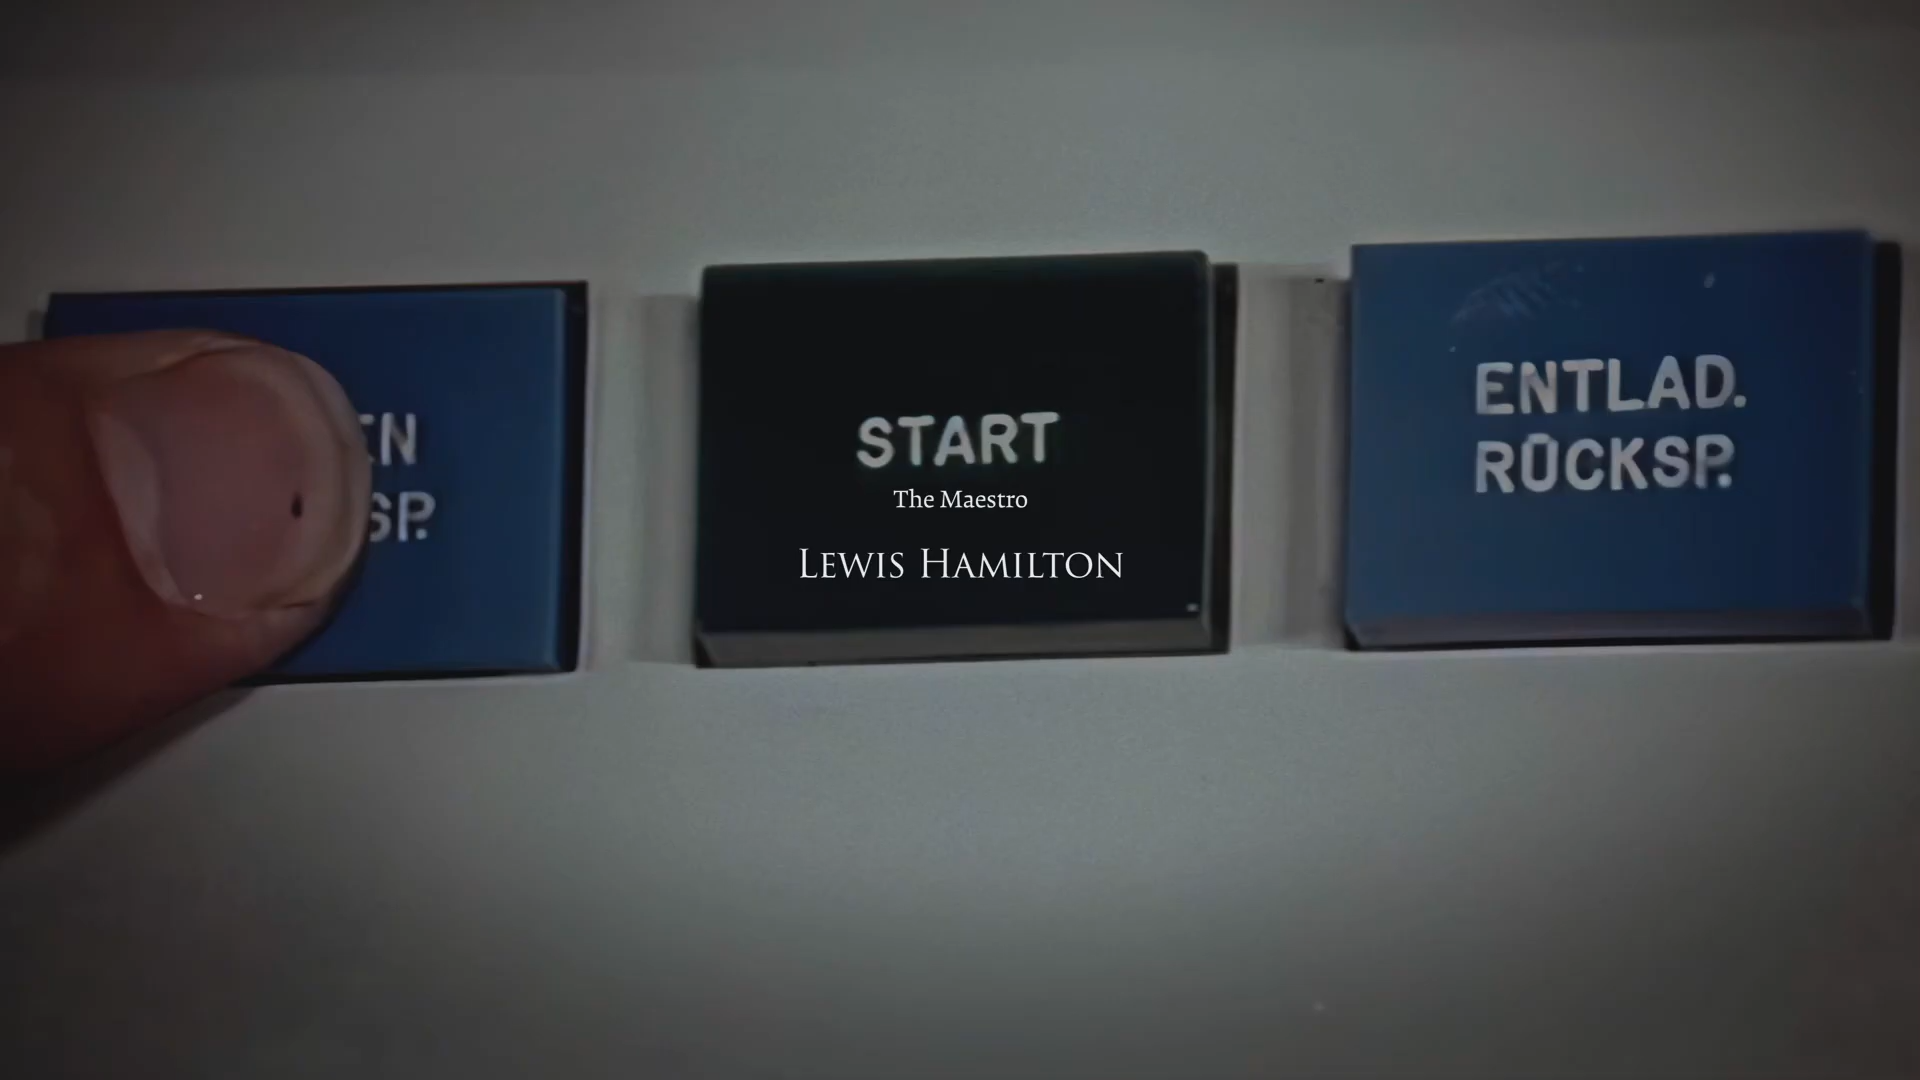 START
The Maestro
LEWIS HAMILTON
ENTLAD.
RÜCKSP.